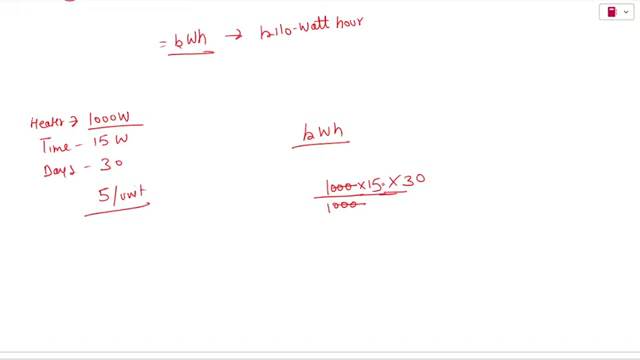 = kWh → kilo-watt hour
Heater → 1000W
Time - 15 W
Days - 30
5/unit
kWh
1000 × 15 × 30
1000